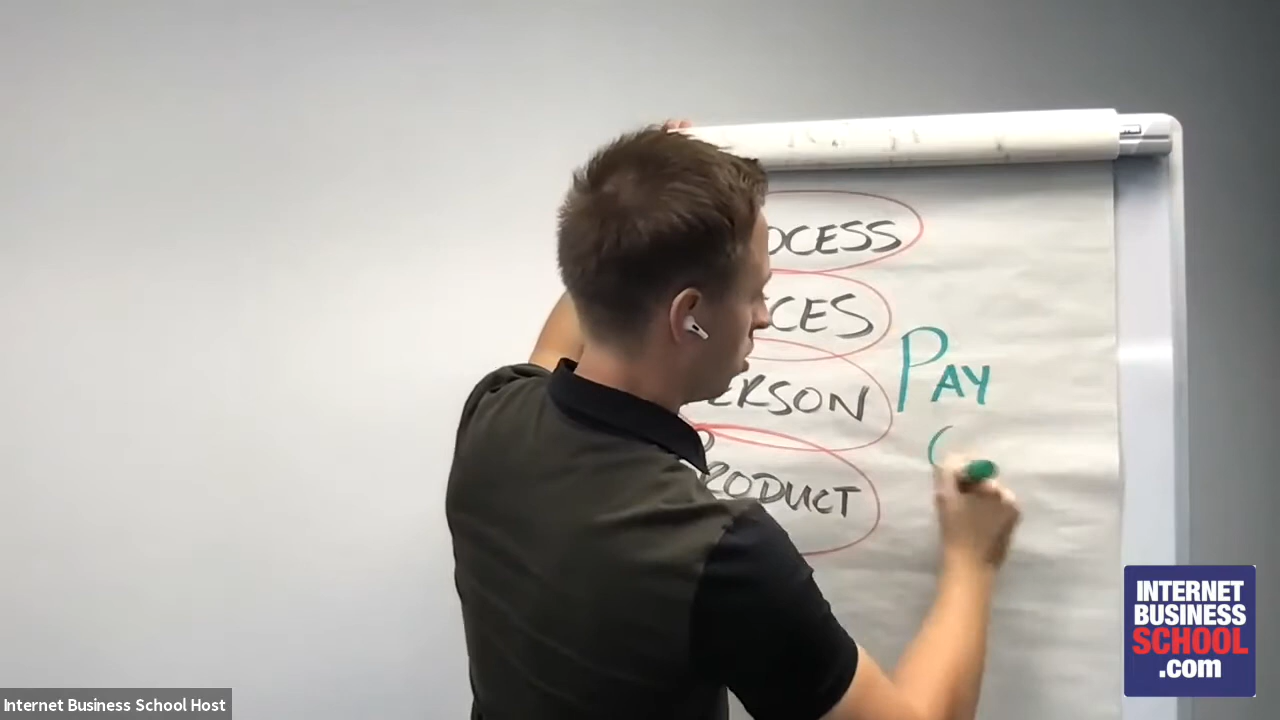 OCESS
CES
ERSON
PAY
RODUCT
INTERNET
BUSINESS
SCHOOL
.com
Internet Business School Host